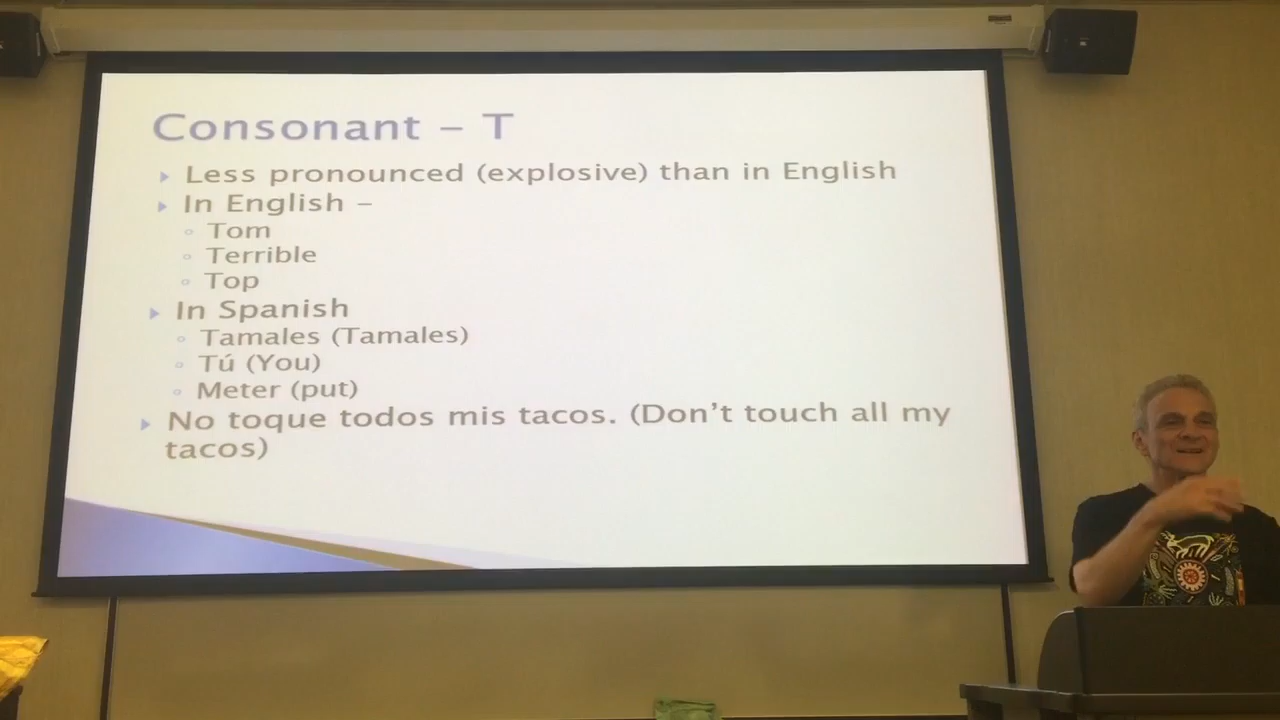 Consonant – T
Less pronounced (explosive) than in English
In English –
Tom
Terrible
Top
In Spanish
Tamales (Tamales)
Tú (You)
Meter (put)
No toque todos mis tacos. (Don't touch all my
tacos)